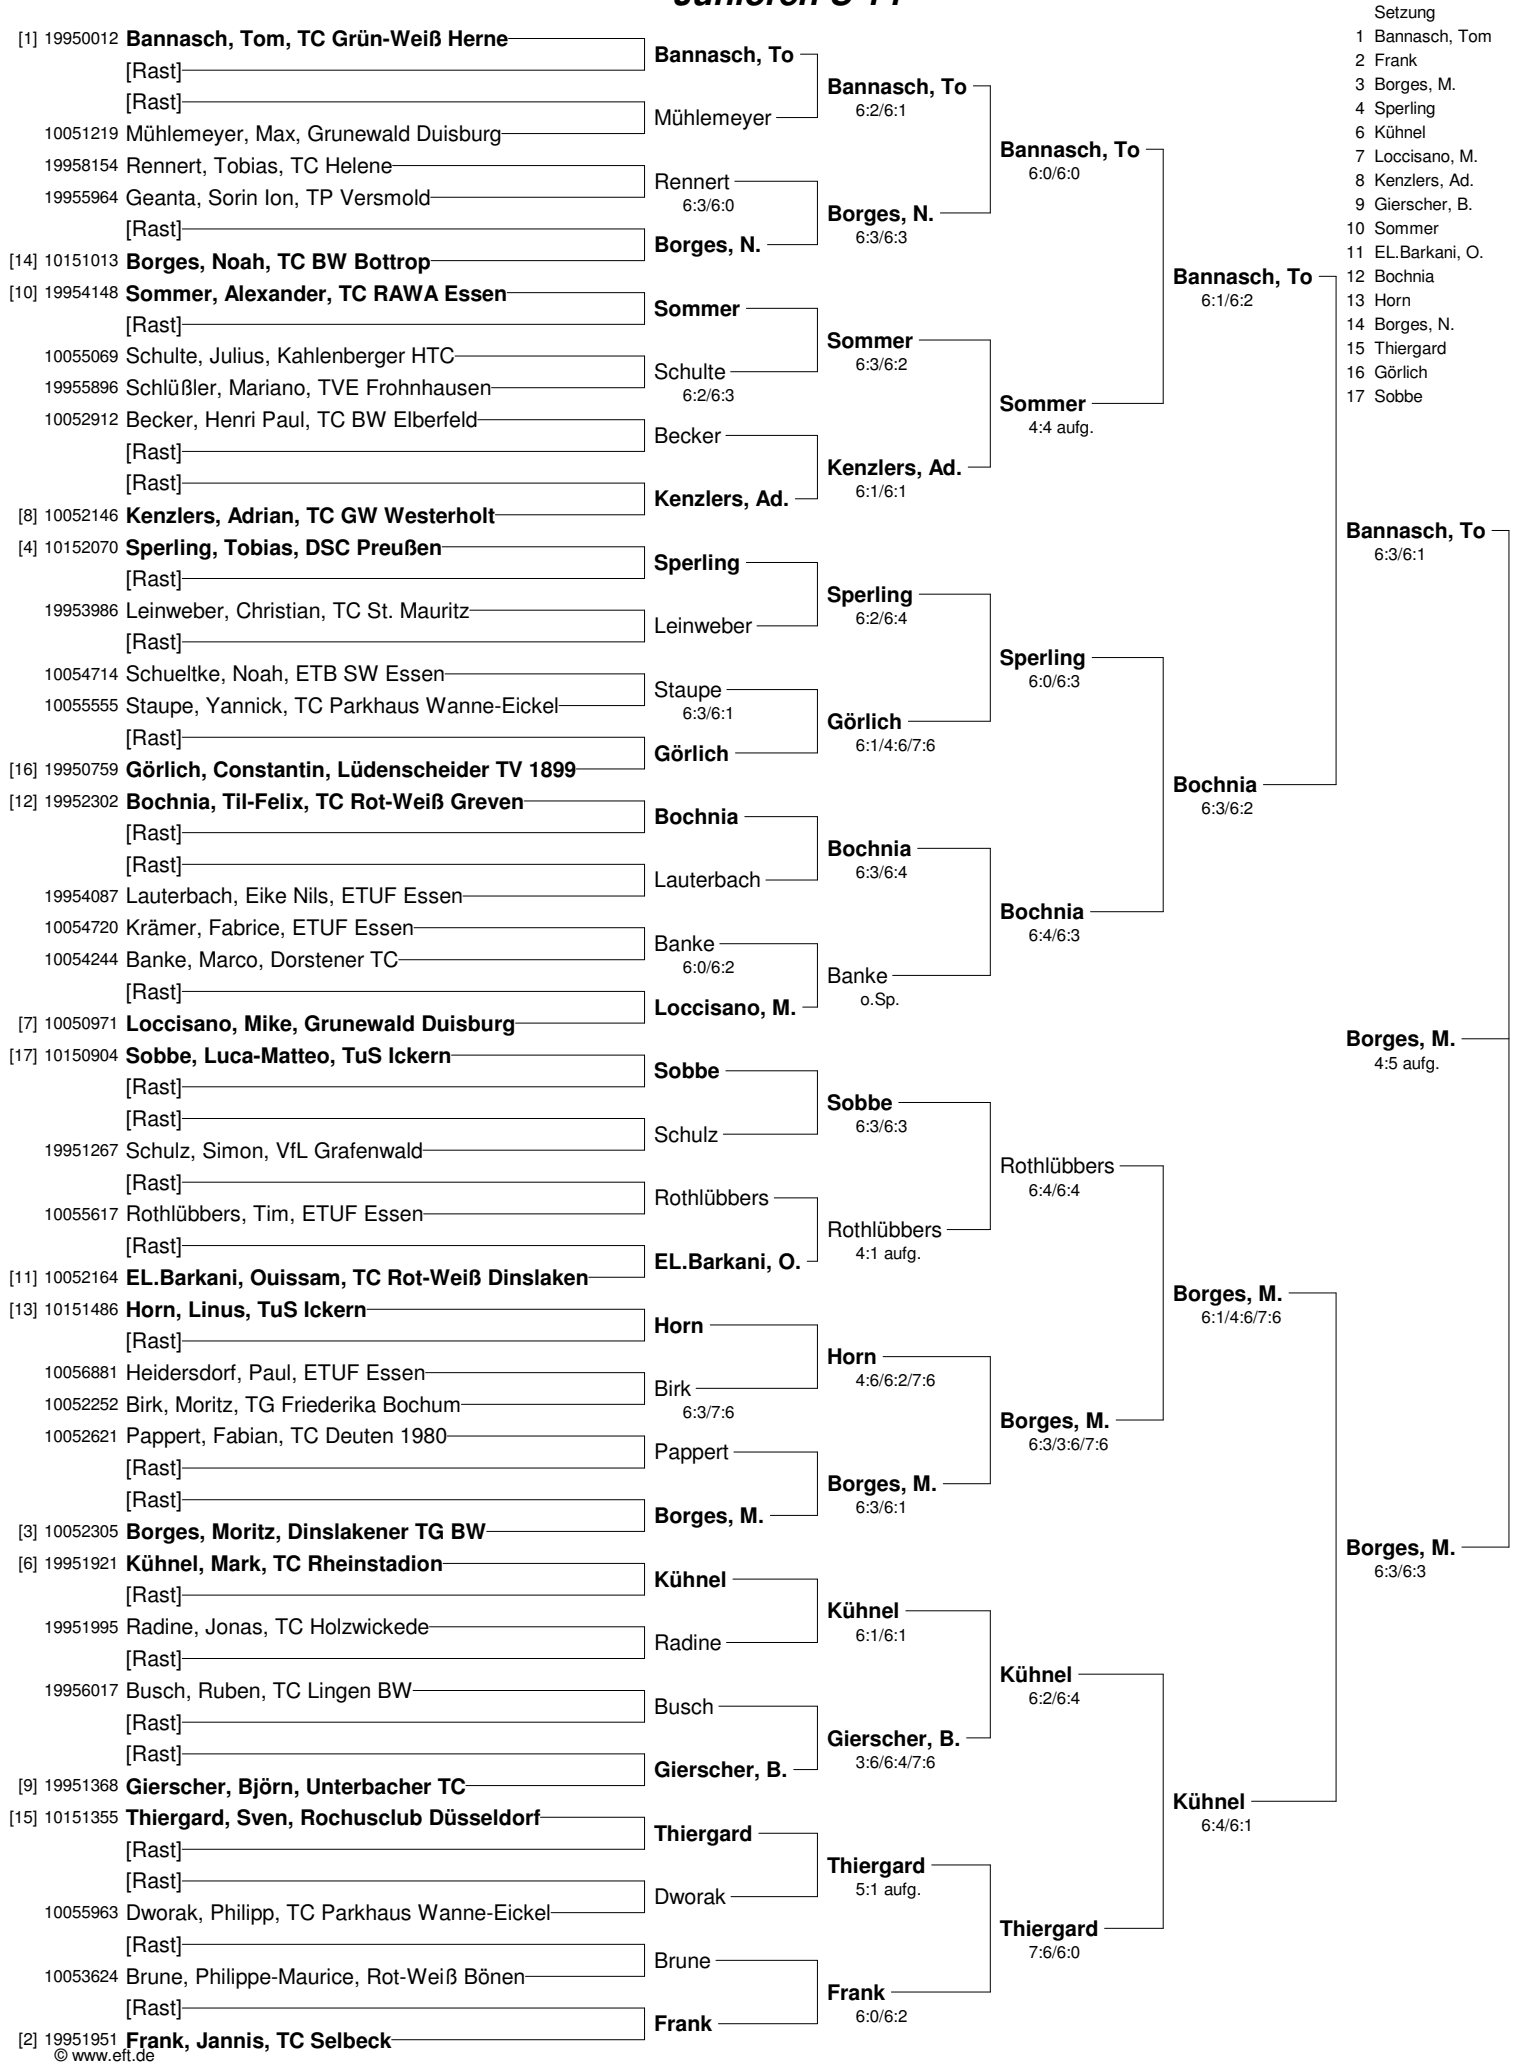 Setzung
1 Bannasch, Tom
2 Frank
3 Borges, M.
4 Sperling
6 Kühnel
7 Loccisano, M.
8 Kenzlers, Ad.
9 Gierscher, B.
10 Sommer
11 EL.Barkani, O.
12 Bochnia
13 Horn
14 Borges, N.
15 Thiergard
16 Görlich
17 Sobbe
[1] 19950012 Bannasch, Tom, TC Grün-Weiß Herne
[Rast]
[Rast]
10051219 Mühlemeyer, Max, Grunewald Duisburg
19958154 Rennert, Tobias, TC Helene
19955964 Geanta, Sorin Ion, TP Versmold
[Rast]
[14] 10151013 Borges, Noah, TC BW Bottrop
[10] 19954148 Sommer, Alexander, TC RAWA Essen
[Rast]
10055069 Schulte, Julius, Kahlenberger HTC
19955896 Schlüßler, Mariano, TVE Frohnhausen
10052912 Becker, Henri Paul, TC BW Elberfeld
[Rast]
[Rast]
[8] 10052146 Kenzlers, Adrian, TC GW Westerholt
[4] 10152070 Sperling, Tobias, DSC Preußen
[Rast]
19953986 Leinweber, Christian, TC St. Mauritz
[Rast]
10054714 Schueltke, Noah, ETB SW Essen
10055555 Staupe, Yannick, TC Parkhaus Wanne-Eickel
[Rast]
[16] 19950759 Görlich, Constantin, Lüdenscheider TV 1899
[12] 19952302 Bochnia, Til-Felix, TC Rot-Weiß Greven
[Rast]
[Rast]
19954087 Lauterbach, Eike Nils, ETUF Essen
10054720 Krämer, Fabrice, ETUF Essen
10054244 Banke, Marco, Dorstener TC
[Rast]
[7] 10050971 Loccisano, Mike, Grunewald Duisburg
[17] 10150904 Sobbe, Luca-Matteo, TuS Ickern
[Rast]
[Rast]
19951267 Schulz, Simon, VfL Grafenwald
[Rast]
10055617 Rothlübbers, Tim, ETUF Essen
[Rast]
[11] 10052164 EL.Barkani, Ouissam, TC Rot-Weiß Dinslaken
[13] 10151486 Horn, Linus, TuS Ickern
[Rast]
10056881 Heidersdorf, Paul, ETUF Essen
10052252 Birk, Moritz, TG Friederika Bochum
10052621 Pappert, Fabian, TC Deuten 1980
[Rast]
[Rast]
[3] 10052305 Borges, Moritz, Dinslakener TG BW
[6] 19951921 Kühnel, Mark, TC Rheinstadion
[Rast]
19951995 Radine, Jonas, TC Holzwickede
[Rast]
19956017 Busch, Ruben, TC Lingen BW
[Rast]
[Rast]
[9] 19951368 Gierscher, Björn, Unterbacher TC
[15] 10151355 Thiergard, Sven, Rochusclub Düsseldorf
[Rast]
[Rast]
10055963 Dworak, Philipp, TC Parkhaus Wanne-Eickel
[Rast]
10053624 Brune, Philippe-Maurice, Rot-Weiß Bönen
[Rast]
[2] 19951951 Frank, Jannis, TC Selbeck
© www.eft.de
Bannasch, To
Mühlemeyer
Rennert
6:3/6:0
Borges, N.
Sommer
Schulte
6:2/6:3
Becker
Kenzlers, Ad.
Sperling
Leinweber
Staupe
6:3/6:1
Görlich
Bochnia
Lauterbach
Banke
6:0/6:2
Loccisano, M.
Sobbe
Schulz
Rothlübbers
EL.Barkani, O.
Horn
Birk
6:3/7:6
Pappert
Borges, M.
Kühnel
Radine
Busch
Gierscher, B.
Thiergard
Dworak
Brune
Frank
Bannasch, To
6:2/6:1
Borges, N.
6:3/6:3
Sommer
6:3/6:2
Kenzlers, Ad.
6:1/6:1
Sperling
6:2/6:4
Görlich
6:1/4:6/7:6
Bochnia
6:3/6:4
Banke
o.Sp.
Sobbe
6:3/6:3
Rothlübbers
4:1 aufg.
Horn
4:6/6:2/7:6
Borges, M.
6:3/6:1
Kühnel
6:1/6:1
Gierscher, B.
3:6/6:4/7:6
Thiergard
5:1 aufg.
Frank
6:0/6:2
Bannasch, To
6:0/6:0
Sommer
4:4 aufg.
Sperling
6:0/6:3
Bochnia
6:4/6:3
Rothlübbers
6:4/6:4
Borges, M.
6:3/3:6/7:6
Kühnel
6:2/6:4
Thiergard
7:6/6:0
Bannasch, To
6:1/6:2
Bochnia
6:3/6:2
Borges, M.
6:1/4:6/7:6
Kühnel
6:4/6:1
Bannasch, To
6:3/6:1
Borges, M.
4:5 aufg.
Borges, M.
6:3/6:3